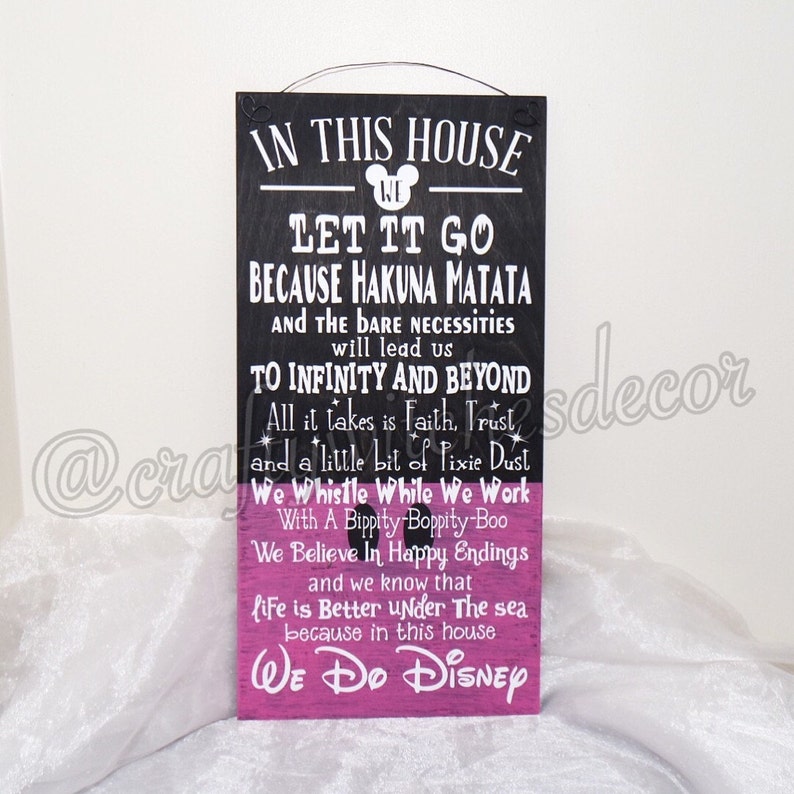 IN THIS HOUSE
WE
LET IT GO
BECAUSE HAKUNA MATATA
AND THE BARE NECESSITIES
will lead us
TO INFINITY AND BEYOND
All it takes is Faith, Trust
and a little bit of Pixie Dust
We Whistle While We Work
With A Bippity-Boppity-Boo
We Believe In Happy Endings
and we know that
life is Better under The sea
because in this house
We Do Disney
@craftywitchesdecor